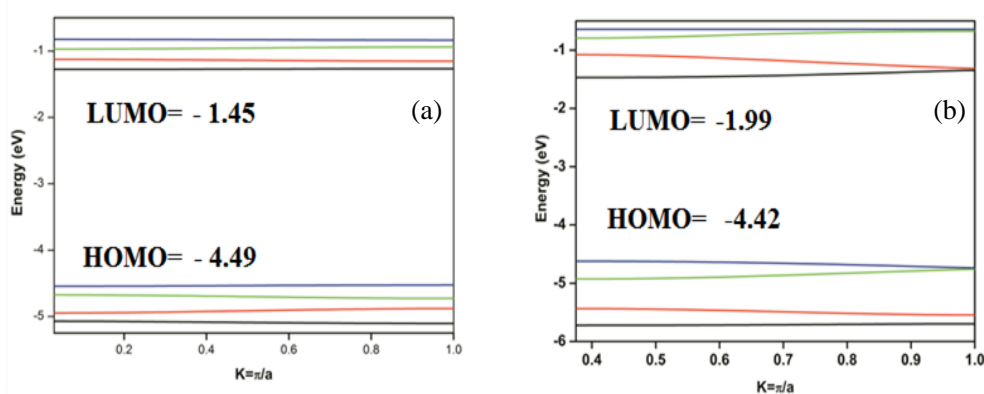 -1
-2
-3
-4
-5
Energy (eV)
LUMO= - 1.45
(a)
HOMO= - 4.49
0.2
0.4
0.6
0.8
1.0
K=π/a
-1
-2
-3
-4
-5
-6
Energy (eV)
LUMO= -1.99
(b)
HOMO= -4.42
0.4
0.5
0.6
0.7
0.8
0.9
1.0
K=π/a